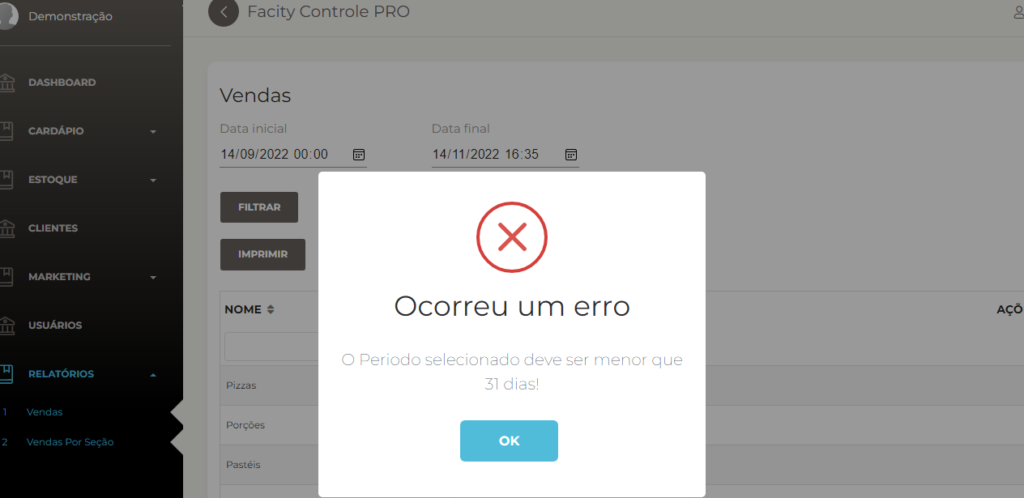 Demonstração
Facity Controle PRO
DASHBOARD
CARDÁPIO
ESTOQUE
CLIENTES
MARKETING
USUÁRIOS
RELATÓRIOS
1 Vendas
2 Vendas Por Seção
Vendas
Data inicial Data final
14/09/2022 00:00 14/11/2022 16:35
FILTRAR
IMPRIMIR
NOME AÇÕ
Pizzas
Porções
Pastéis
Ocorreu um erro
O Periodo selecionado deve ser menor que
31 dias!
OK